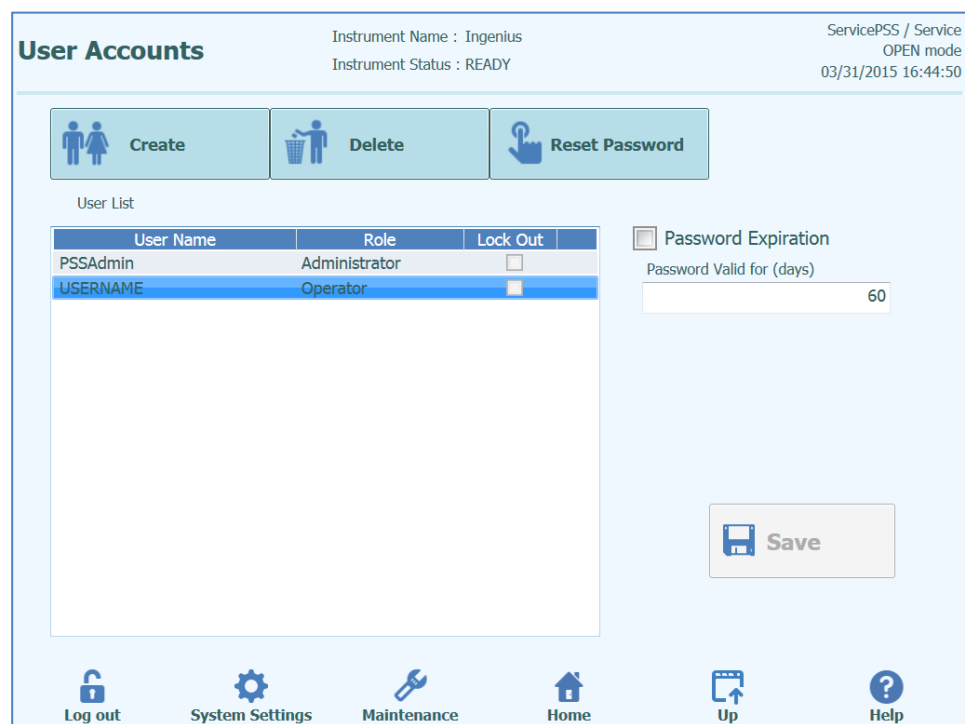 User Accounts
Instrument Name : Ingenius
Instrument Status : READY
ServicePSS / Service
OPEN mode
03/31/2015 16:44:50
Create
Delete
Reset Password
User List
User Name Role Lock Out
PSSAdmin Administrator
USERNAME Operator
Password Expiration
Password Valid for (days)
60
Save
Log out
System Settings
Maintenance
Home
Up
? Help